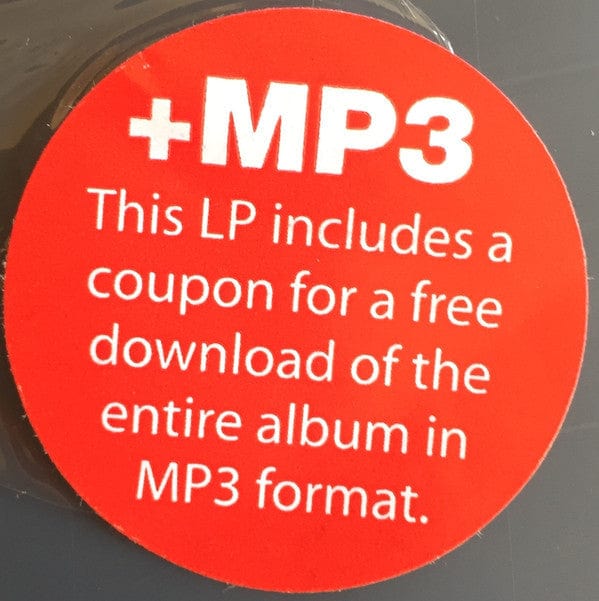 +MP3
This LP includes a
coupon for a free
download of the
entire album in
MP3 format.